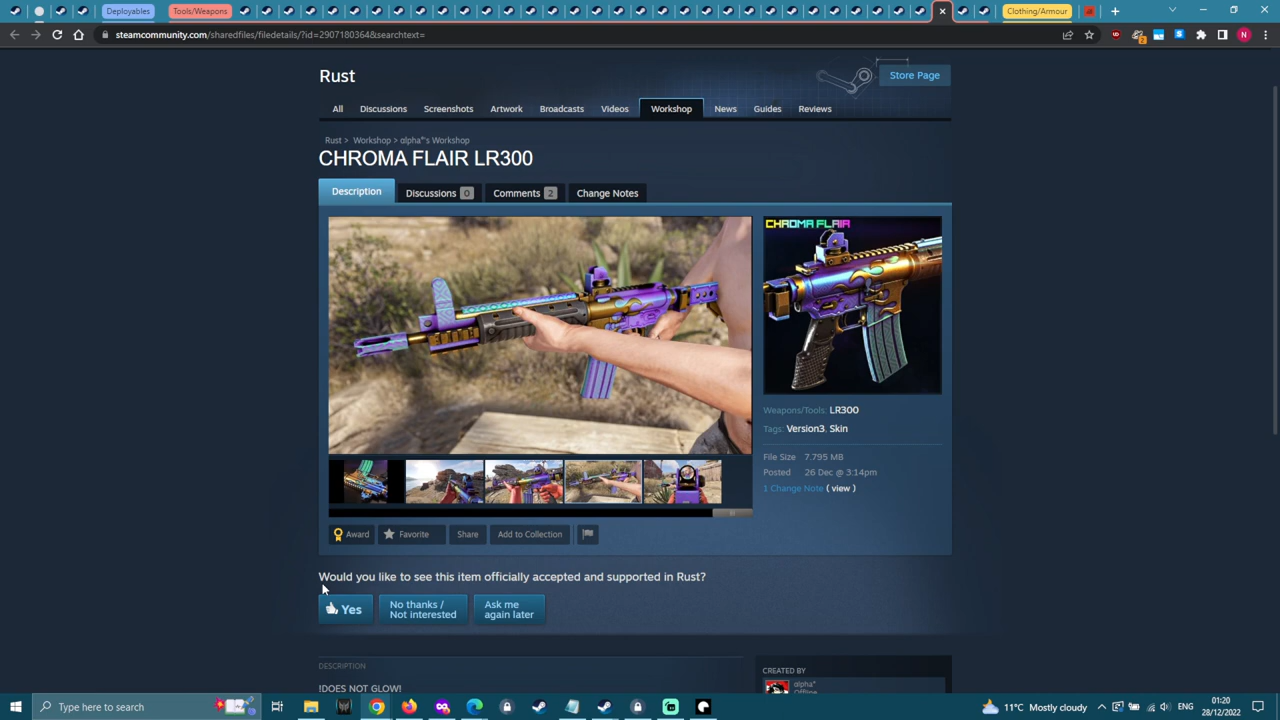 Deployables
Tools/Weapons
Clothing/Armour
steamcommunity.com/sharedfiles/filedetails/?id=2907180364&searchtext=
Rust
Store Page
All
Discussions
Screenshots
Artwork
Broadcasts
Videos
Workshop
News
Guides
Reviews
Rust > Workshop > αlpha*'s Workshop
CHROMA FLAIR LR300
Description
Discussions 0
Comments 2
Change Notes
CHROMA FLAIR
Weapons/Tools: LR300
Tags: Version3, Skin
File Size 7.795 MB
Posted 26 Dec @ 3:14pm
1 Change Note ( view )
Award
Favorite
Share
Add to Collection
Would you like to see this item officially accepted and supported in Rust?
Yes
No thanks /
Not interested
Ask me
again later
DESCRIPTION
!DOES NOT GLOW!
CREATED BY
αlpha*
Offline
Type here to search
11°C Mostly cloudy
ENG
01:20
28/12/2022